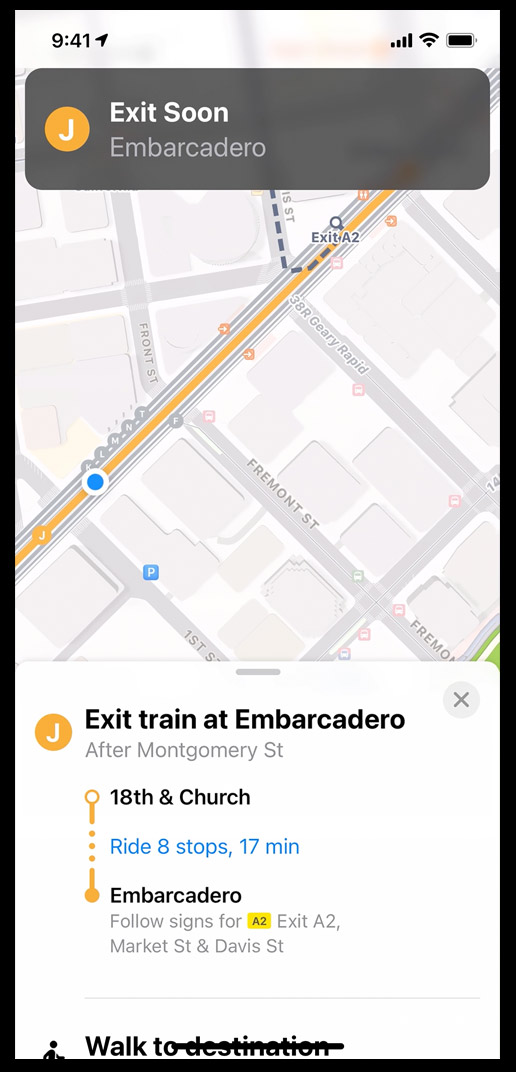 9:41
J
Exit Soon
Embarcadero
IS ST
Exit A2
38R Geary Rapid
FRONT ST
T
N
M
L
K
F
FREMONT ST
14
J
P
1ST S
FREMON
J
Exit train at Embarcadero
After Montgomery St
18th & Church
Ride 8 stops, 17 min
Embarcadero
Follow signs for A2 Exit A2,
Market St & Davis St
Walk to destination